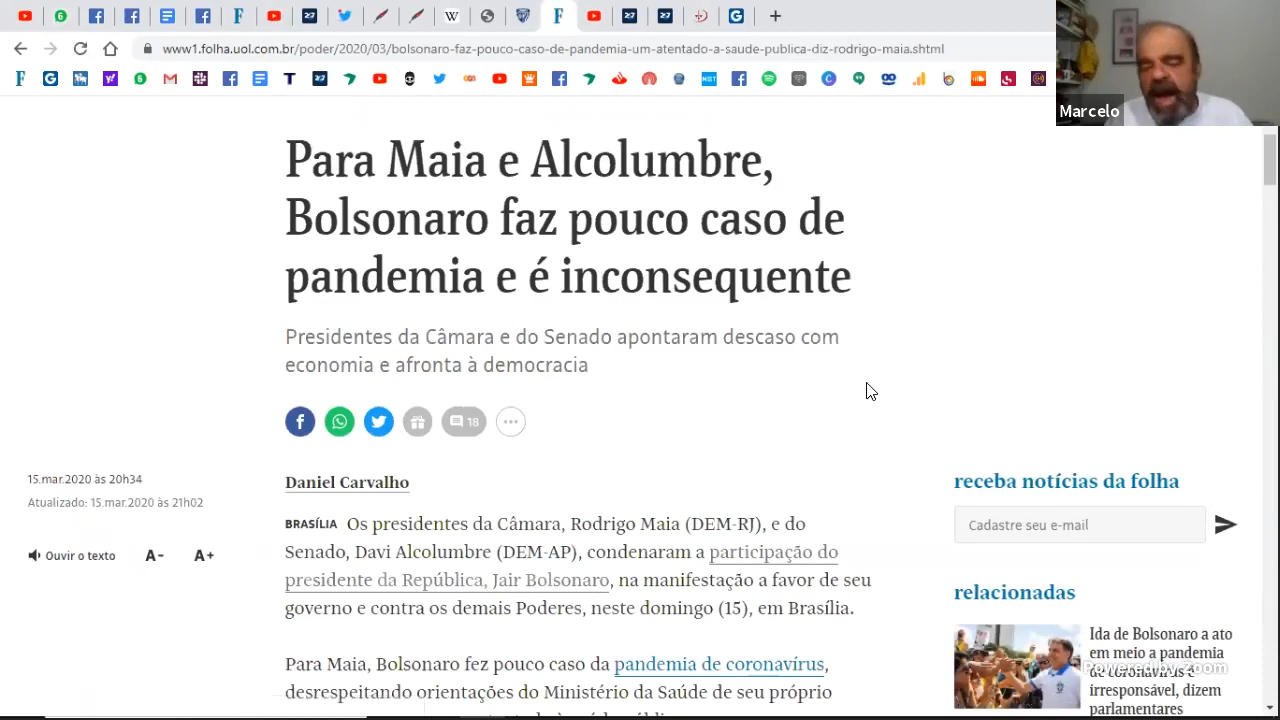 www1.folha.uol.com.br/poder/2020/03/bolsonaro-faz-pouco-caso-de-pandemia-um-atentado-a-saude-publica-diz-rodrigo-maia.shtml
Marcelo
Para Maia e Alcolumbre,
Bolsonaro faz pouco caso de
pandemia e é inconsequente
Presidentes da Câmara e do Senado apontaram descaso com
economia e afronta à democracia
18
15.mar.2020 às 20h34
Atualizado: 15.mar.2020 às 21h02
Ouvir o texto A- A+
Daniel Carvalho
BRASÍLIA Os presidentes da Câmara, Rodrigo Maia (DEM-RJ), e do
Senado, Davi Alcolumbre (DEM-AP), condenaram a participação do
presidente da República, Jair Bolsonaro, na manifestação a favor de seu
governo e contra os demais Poderes, neste domingo (15), em Brasília.
Para Maia, Bolsonaro fez pouco caso da pandemia de coronavírus,
desrespeitando orientações do Ministério da Saúde de seu próprio
receba notícias da folha
Cadastre seu e-mail
relacionadas
Ida de Bolsonaro a ato
em meio a pandemia
de coronavírus é
irresponsável, dizem
parlamentares
Powered by Zoom